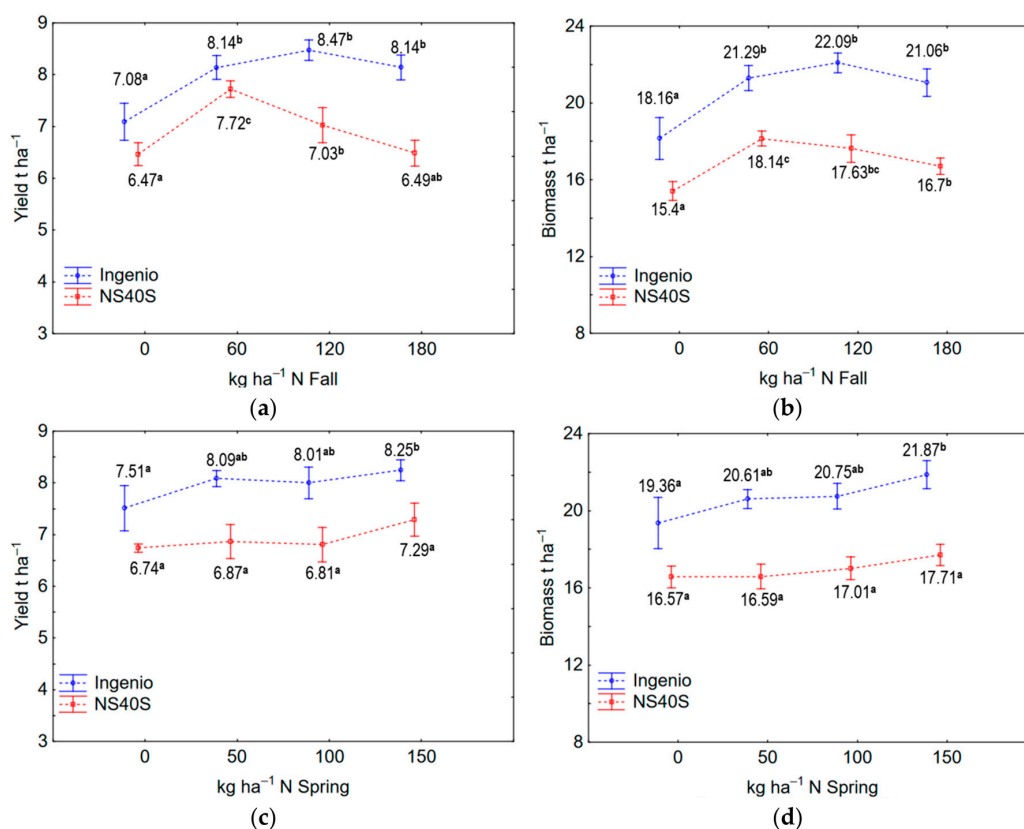 9
8
7
6
5
4
3
Yield t ha⁻¹
7.08ᵃ
8.14ᵇ
8.47ᵇ
8.14ᵇ
6.47ᵃ
7.72ᶜ
7.03ᵇ
6.49ᵃᵇ
Ingenio
NS40S
0 60 120 180
kg ha⁻¹ N Fall
(a)
24
20
16
12
8
Biomass t ha⁻¹
18.16ᵃ
21.29ᵇ
22.09ᵇ
21.06ᵇ
15.4ᵃ
18.14ᶜ
17.63ᵇᶜ
16.7ᵇ
Ingenio
NS40S
0 60 120 180
kg ha⁻¹ N Fall
(b)
9
8
7
6
5
4
3
Yield t ha⁻¹
7.51ᵃ
8.09ᵃᵇ
8.01ᵃᵇ
8.25ᵇ
6.74ᵃ
6.87ᵃ
6.81ᵃ
7.29ᵃ
Ingenio
NS40S
0 50 100 150
kg ha⁻¹ N Spring
(c)
24
20
16
12
8
Biomass t ha⁻¹
19.36ᵃ
20.61ᵃᵇ
20.75ᵃᵇ
21.87ᵇ
16.57ᵃ
16.59ᵃ
17.01ᵃ
17.71ᵃ
Ingenio
NS40S
0 50 100 150
kg ha⁻¹ N Spring
(d)